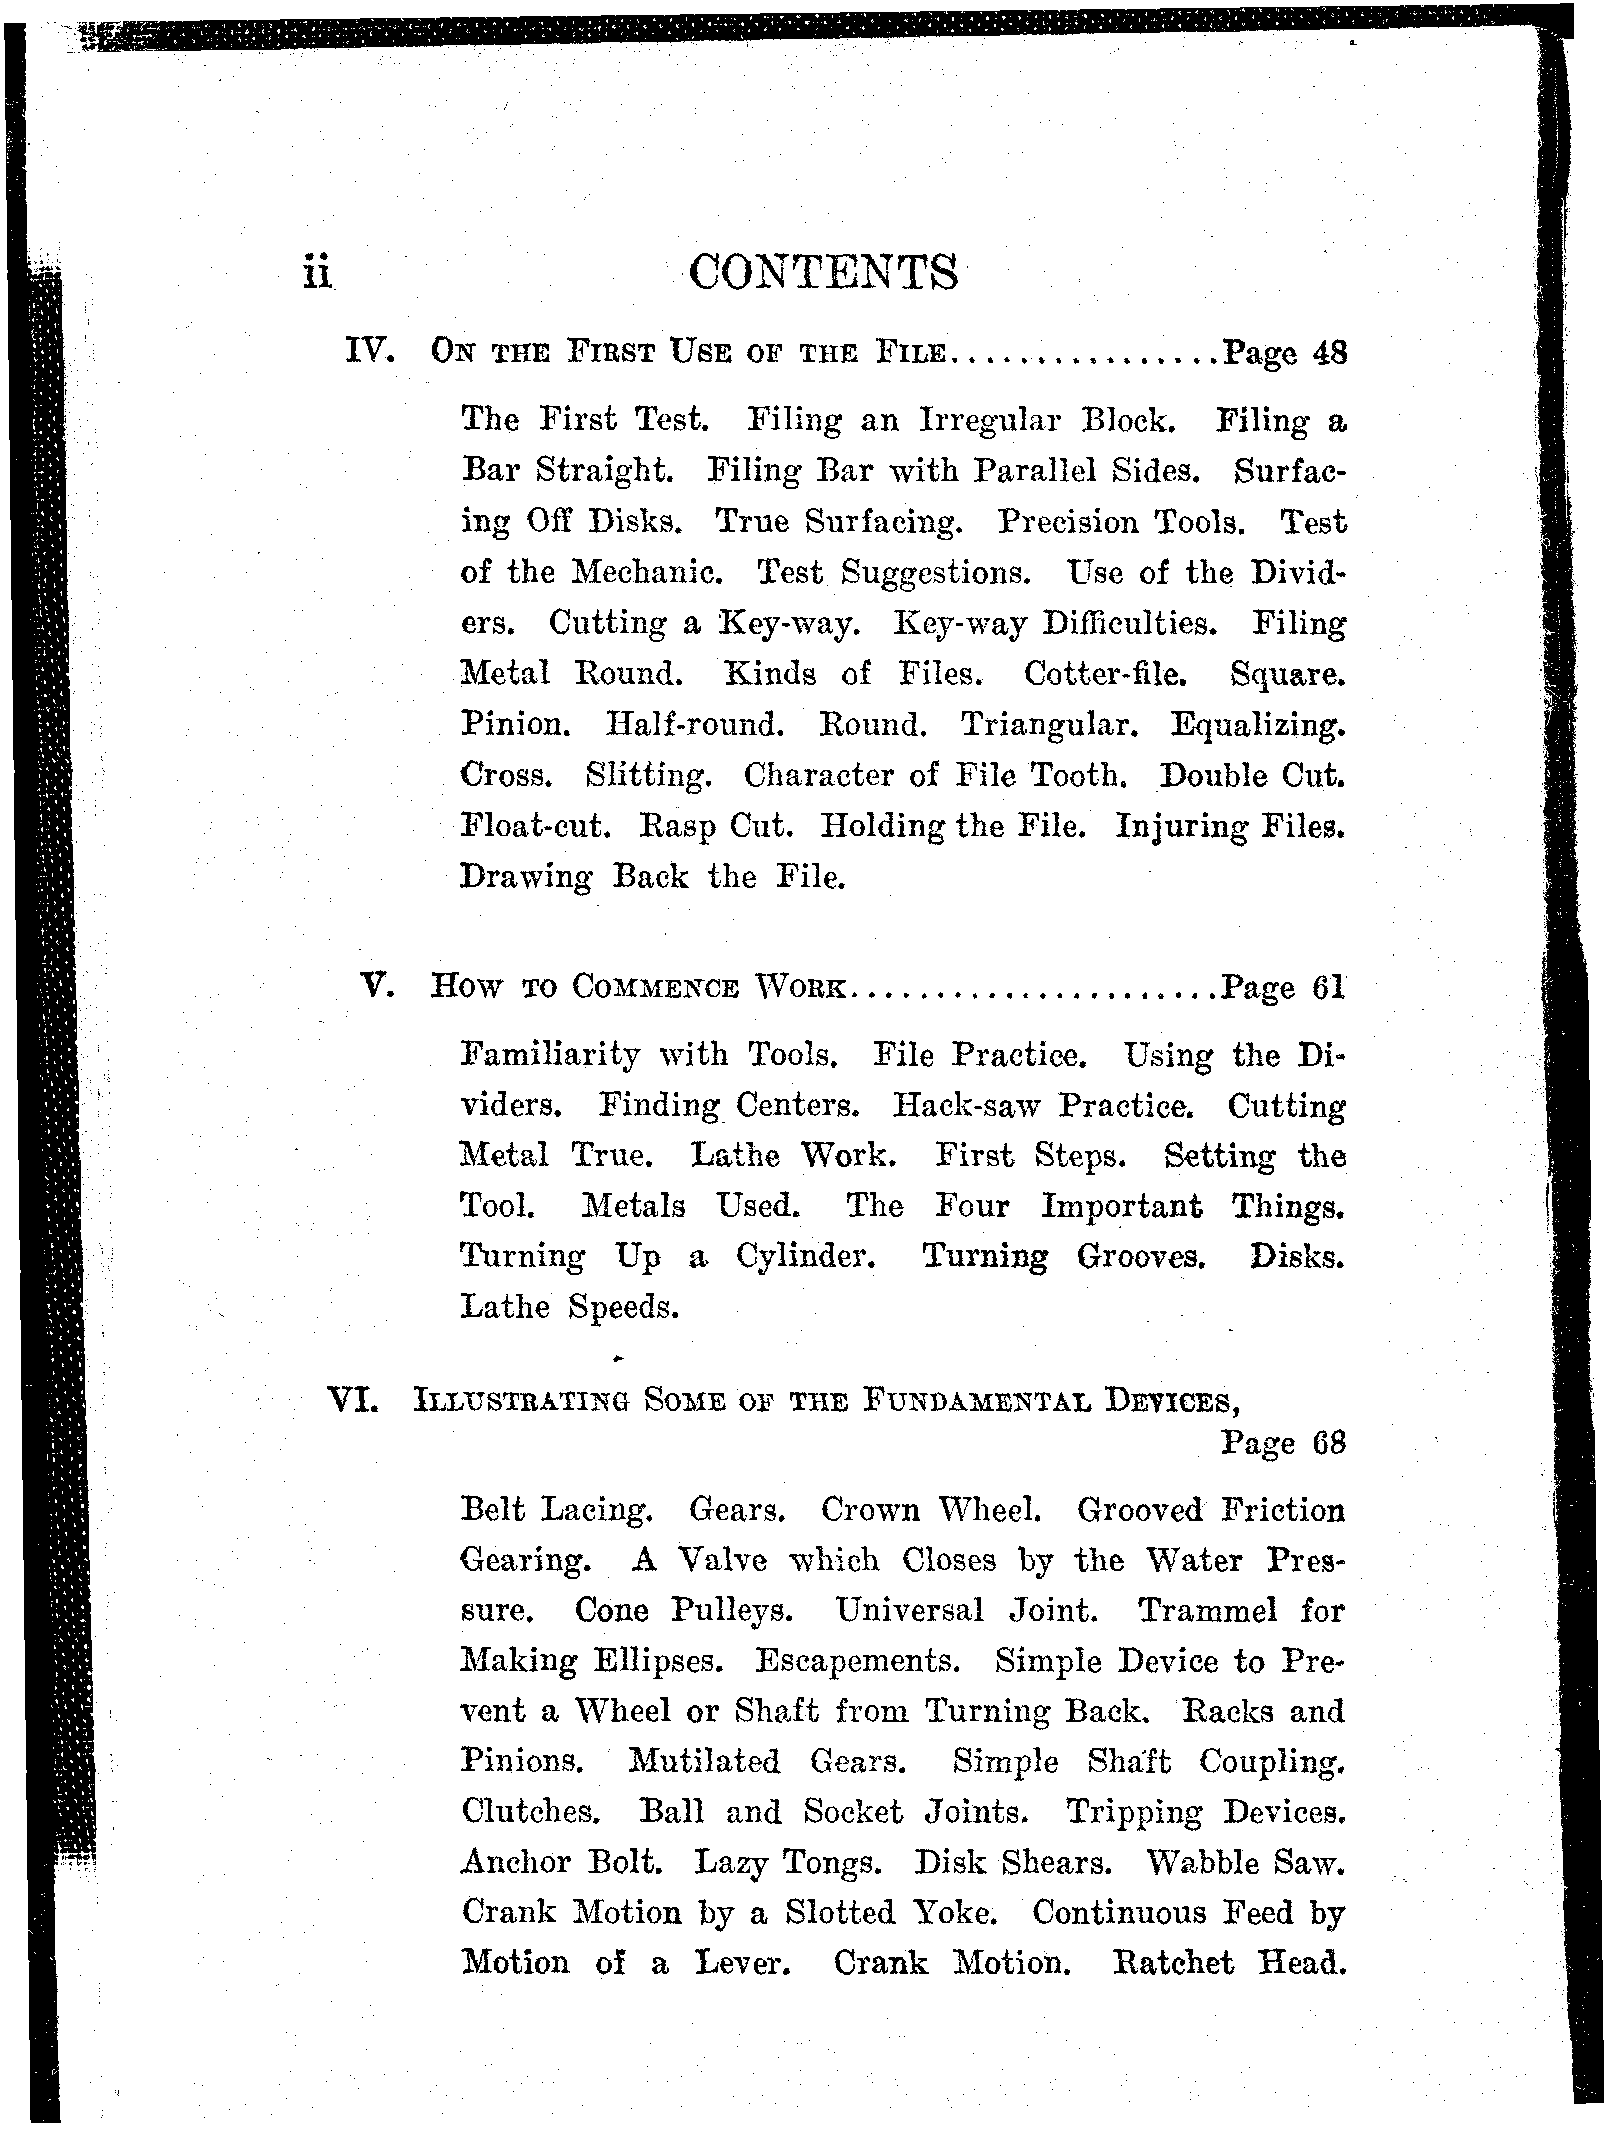 ii CONTENTS
IV. On the First Use of the File................Page 48
The First Test. Filing an Irregular Block. Filing a
Bar Straight. Filing Bar with Parallel Sides. Surfac-
ing Off Disks. True Surfacing. Precision Tools. Test
of the Mechanic. Test Suggestions. Use of the Divid-
ers. Cutting a Key-way. Key-way Difficulties. Filing
Metal Round. Kinds of Files. Cotter-file. Square.
Pinion. Half-round. Round. Triangular. Equalizing.
Cross. Slitting. Character of File Tooth. Double Cut.
Float-cut. Rasp Cut. Holding the File. Injuring Files.
Drawing Back the File.
V. How to Commence Work......................Page 61
Familiarity with Tools. File Practice. Using the Di-
viders. Finding Centers. Hack-saw Practice. Cutting
Metal True. Lathe Work. First Steps. Setting the
Tool. Metals Used. The Four Important Things.
Turning Up a Cylinder. Turning Grooves. Disks.
Lathe Speeds.
VI. Illustrating Some of the Fundamental Devices,
Page 68
Belt Lacing. Gears. Crown Wheel. Grooved Friction
Gearing. A Valve which Closes by the Water Pres-
sure. Cone Pulleys. Universal Joint. Trammel for
Making Ellipses. Escapements. Simple Device to Pre-
vent a Wheel or Shaft from Turning Back. Racks and
Pinions. Mutilated Gears. Simple Shaft Coupling.
Clutches. Ball and Socket Joints. Tripping Devices.
Anchor Bolt. Lazy Tongs. Disk Shears. Wabble Saw.
Crank Motion by a Slotted Yoke. Continuous Feed by
Motion of a Lever. Crank Motion. Ratchet Head.